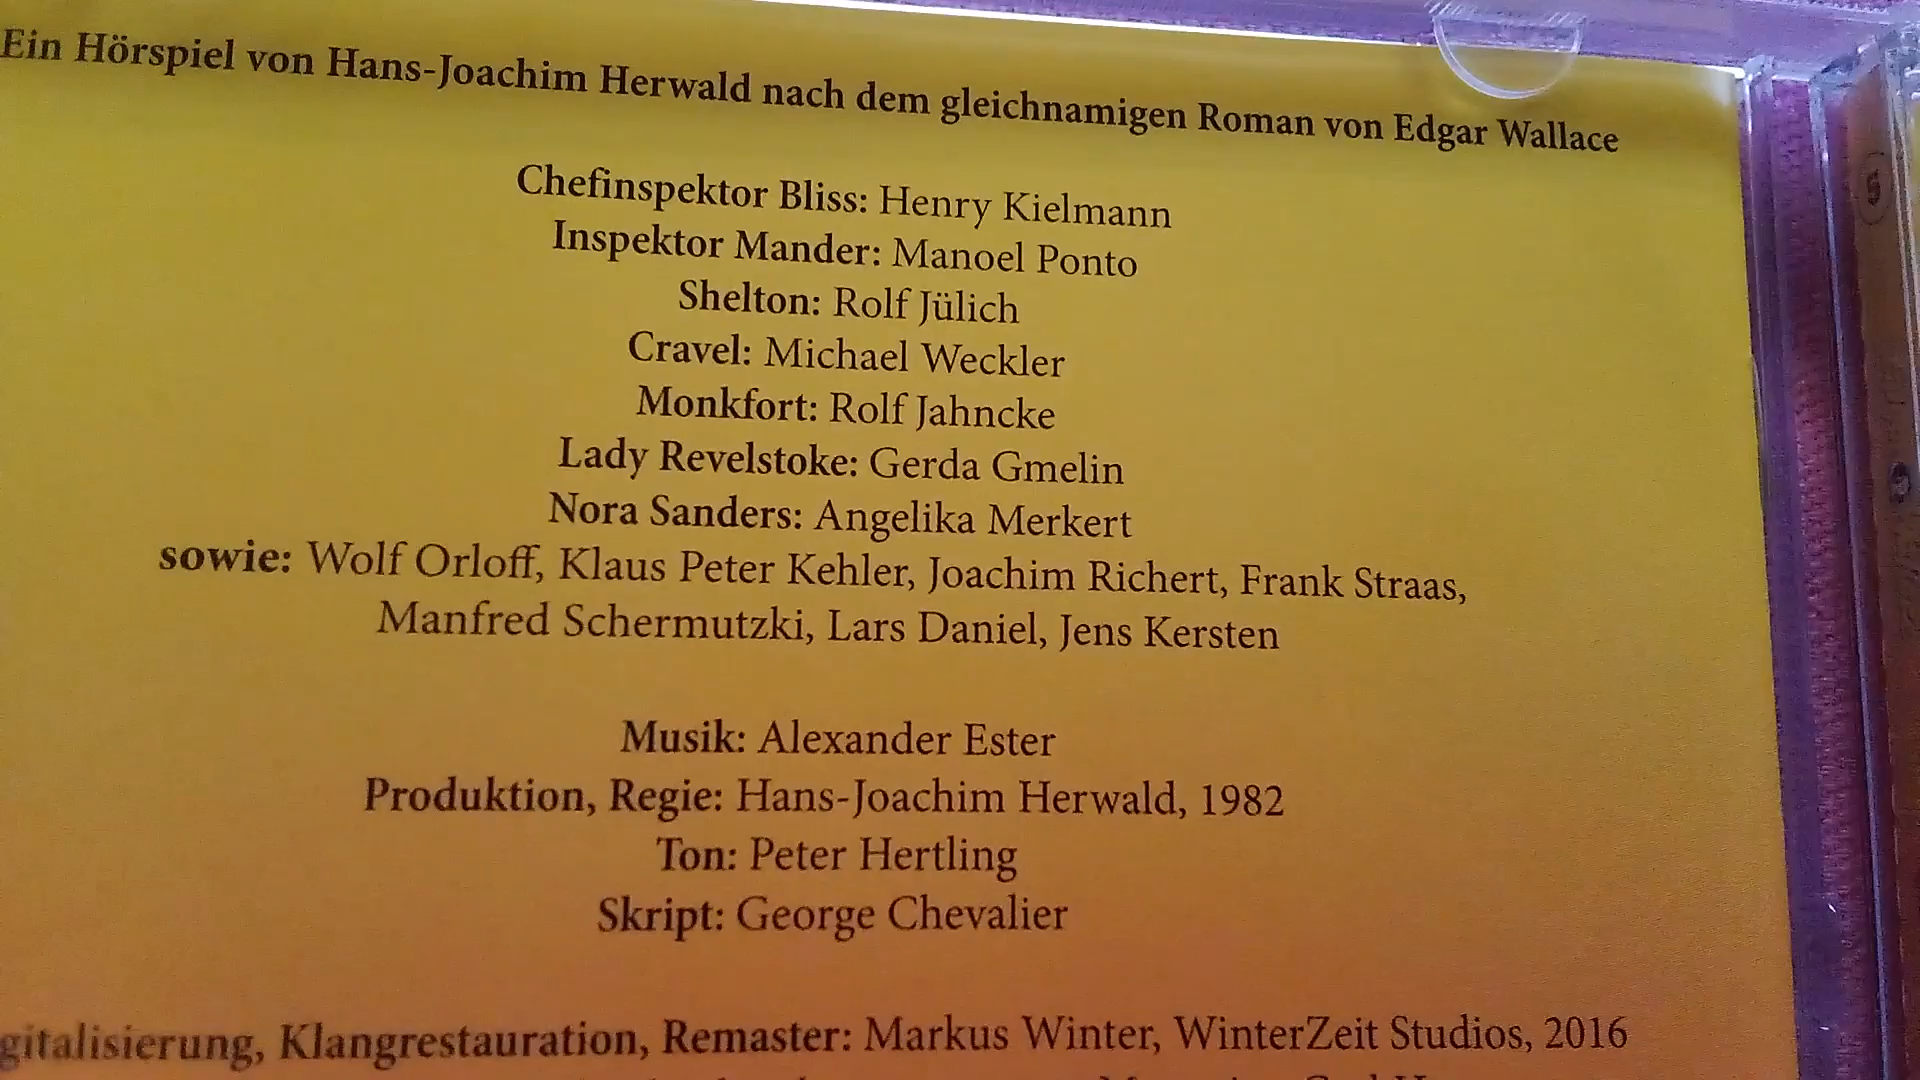 Ein Hörspiel von Hans-Joachim Herwald nach dem gleichnamigen Roman von Edgar Wallace
Chefinspektor Bliss: Henry Kielmann
Inspektor Mander: Manoel Ponto
Shelton: Rolf Jülich
Cravel: Michael Weckler
Monkfort: Rolf Jahncke
Lady Revelstoke: Gerda Gmelin
Nora Sanders: Angelika Merkert
sowie: Wolf Orloff, Klaus Peter Kehler, Joachim Richert, Frank Straas,
Manfred Schermutzki, Lars Daniel, Jens Kersten
Musik: Alexander Ester
Produktion, Regie: Hans-Joachim Herwald, 1982
Ton: Peter Hertling
Skript: George Chevalier
gitalisierung, Klangrestauration, Remaster: Markus Winter, WinterZeit Studios, 2016